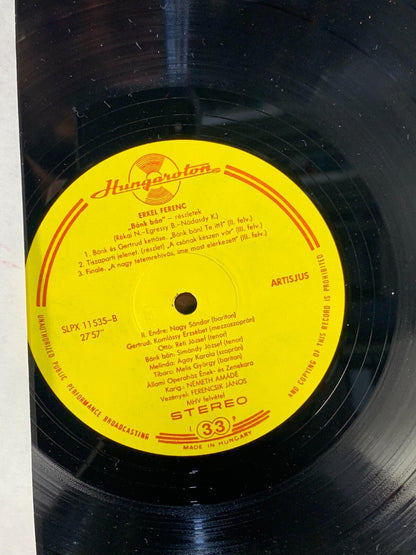 Hungaroton
ERKEL FERENC
„Bánk bán" – részletek
(Rékai N.–Egressy B.–Nádasdy K.)
1. Bánk és Gertrud kettőse. „Bánk bán! Te itt?" (II. felv.)
2. Tiszaparti jelenet. (részlet) „A csónak készen vár" (III. felv.)
3. Finale. „A nagy tetemrehívás, íme most elérkezett" (III. felv.)
ARTISJUS
SLPX 11535–B
27'57"
II. Endre: Nagy Sándor (bariton)
Gertrud: Komlóssy Erzsébet (mezzoszoprán)
Ottó: Réti József (tenor)
Bánk bán: Simándy József (tenor)
Melinda: Ágay Karola (szoprán)
Tiborc: Melis György (bariton)
Állami Operaház Ének- és Zenekara
Karig.: NÉMETH AMADÉ
Vezényel: FERENCSIK JÁNOS
MHV felvétel
STEREO
33
MADE IN HUNGARY
UNAUTHORIZED PUBLIC PERFORMANCE BROADCASTING
AND COPYING OF THIS RECORD IS PROHIBITED